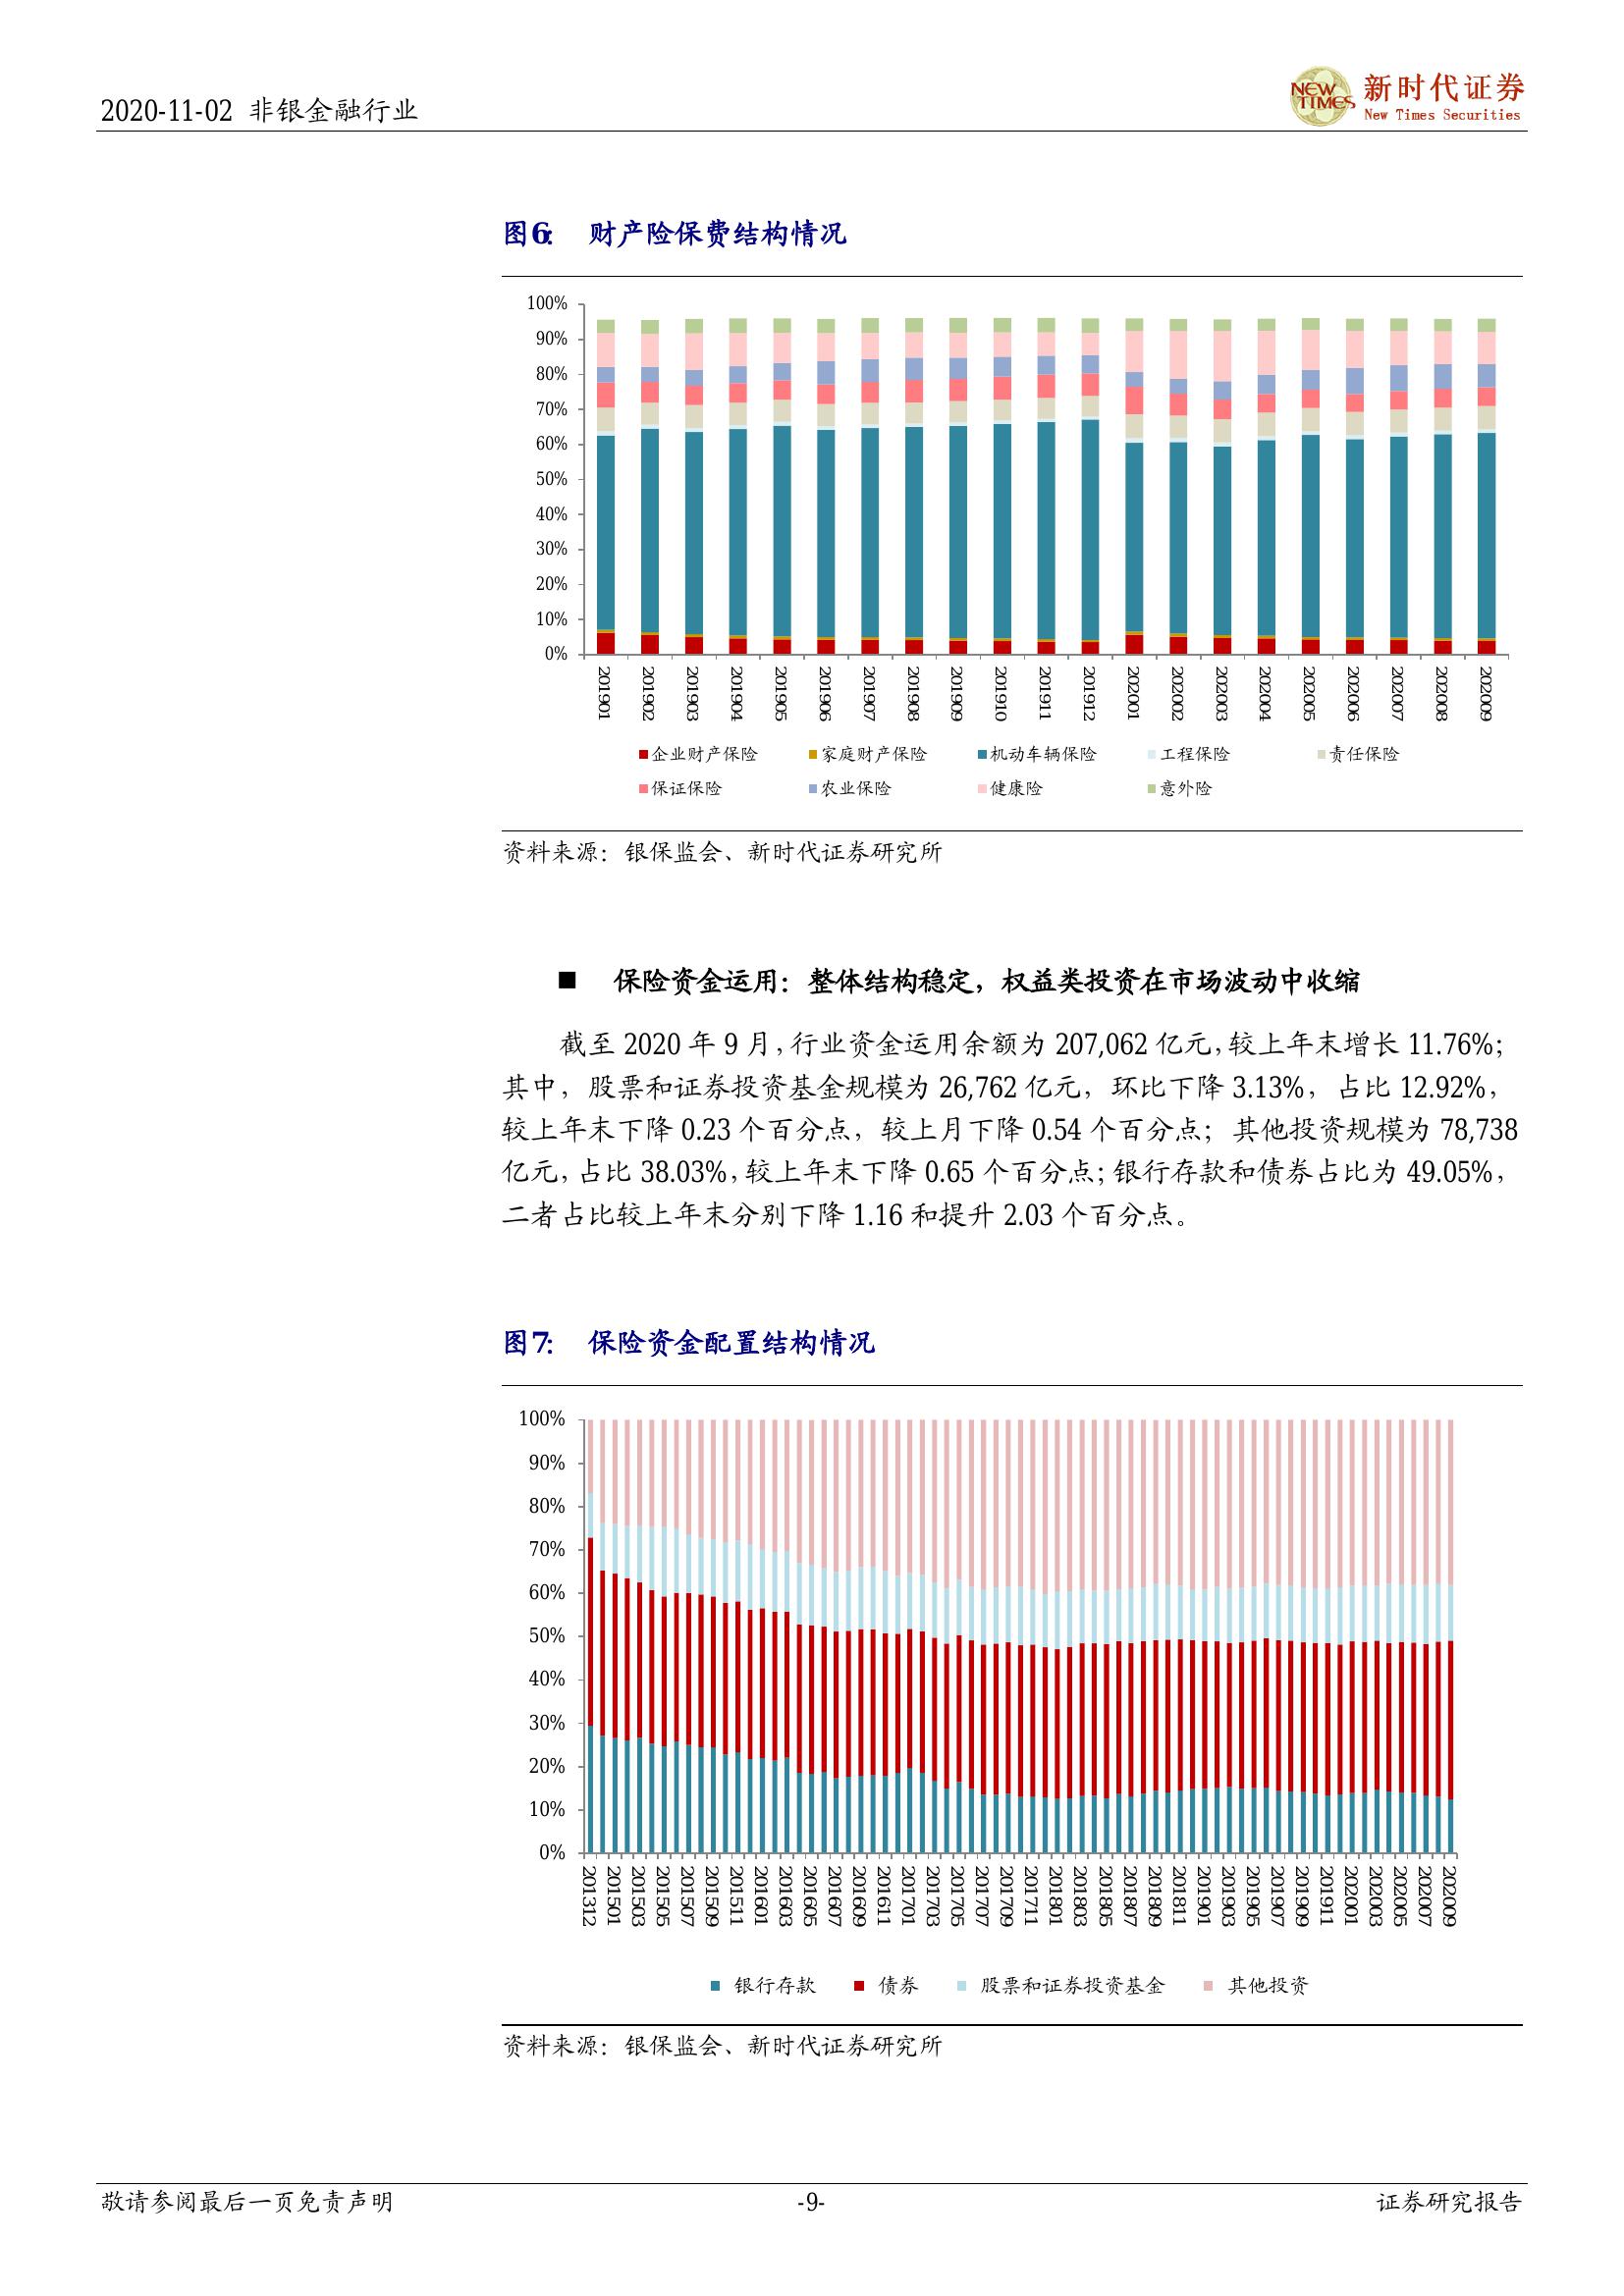 2020-11-02 非银金融行业
NEW TIMES
新时代证券
New Times Securities
图6: 财产险保费结构情况
100%
90%
80%
70%
60%
50%
40%
30%
20%
10%
0%
201901 201902 201903 201904 201905 201906 201907 201908 201909 201910 201911 201912 202001 202002 202003 202004 202005 202006 202007 202008 202009
企业财产保险 家庭财产保险 机动车辆保险 工程保险 责任保险
保证保险 农业保险 健康险 意外险
资料来源：银保监会、新时代证券研究所
■ 保险资金运用：整体结构稳定，权益类投资在市场波动中收缩
截至 2020 年 9 月，行业资金运用余额为 207,062 亿元，较上年末增长 11.76%；
其中，股票和证券投资基金规模为 26,762 亿元，环比下降 3.13%，占比 12.92%，
较上年末下降 0.23 个百分点，较上月下降 0.54 个百分点；其他投资规模为 78,738
亿元，占比 38.03%，较上年末下降 0.65 个百分点；银行存款和债券占比为 49.05%，
二者占比较上年末分别下降 1.16 和提升 2.03 个百分点。
图7: 保险资金配置结构情况
100%
90%
80%
70%
60%
50%
40%
30%
20%
10%
0%
201312 201501 201503 201505 201507 201509 201511 201601 201603 201605 201607 201609 201611 201701 201703 201705 201707 201709 201711 201801 201803 201805 201807 201809 201811 201901 201903 201905 201907 201909 201911 202001 202003 202005 202007 202009
银行存款 债券 股票和证券投资基金 其他投资
资料来源：银保监会、新时代证券研究所
敬请参阅最后一页免责声明 -9- 证券研究报告